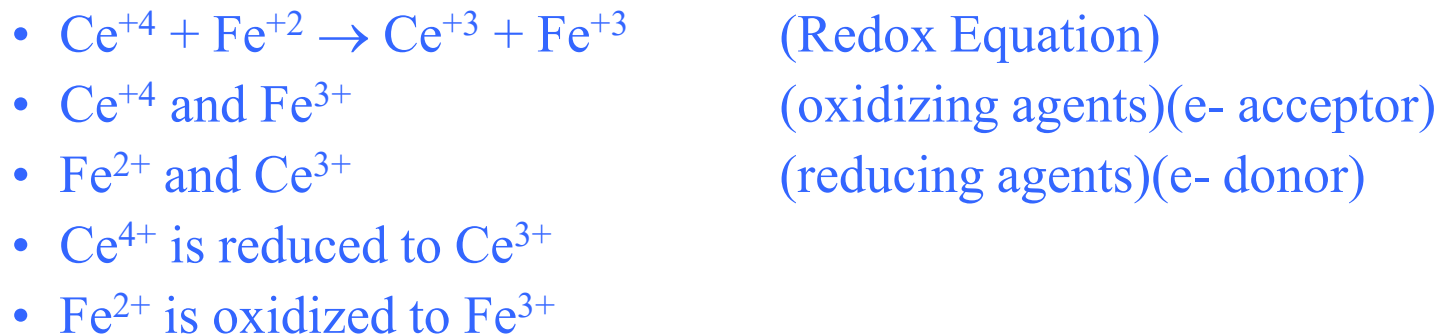 • Ce⁺⁴ + Fe⁺² → Ce⁺³ + Fe⁺³ (Redox Equation)
• Ce⁺⁴ and Fe³⁺ (oxidizing agents)(e- acceptor)
• Fe²⁺ and Ce³⁺ (reducing agents)(e- donor)
• Ce⁴⁺ is reduced to Ce³⁺
• Fe²⁺ is oxidized to Fe³⁺